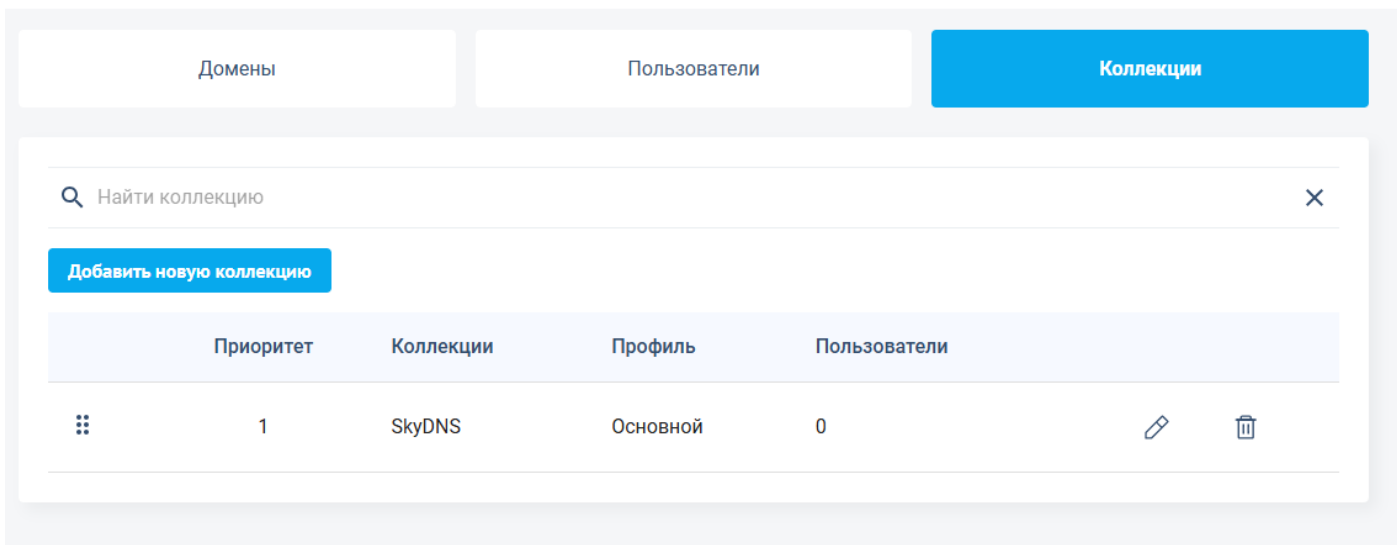 Домены Пользователи Коллекции
Найти коллекцию
Добавить новую коллекцию
Приоритет Коллекции Профиль Пользователи
1 SkyDNS Основной 0